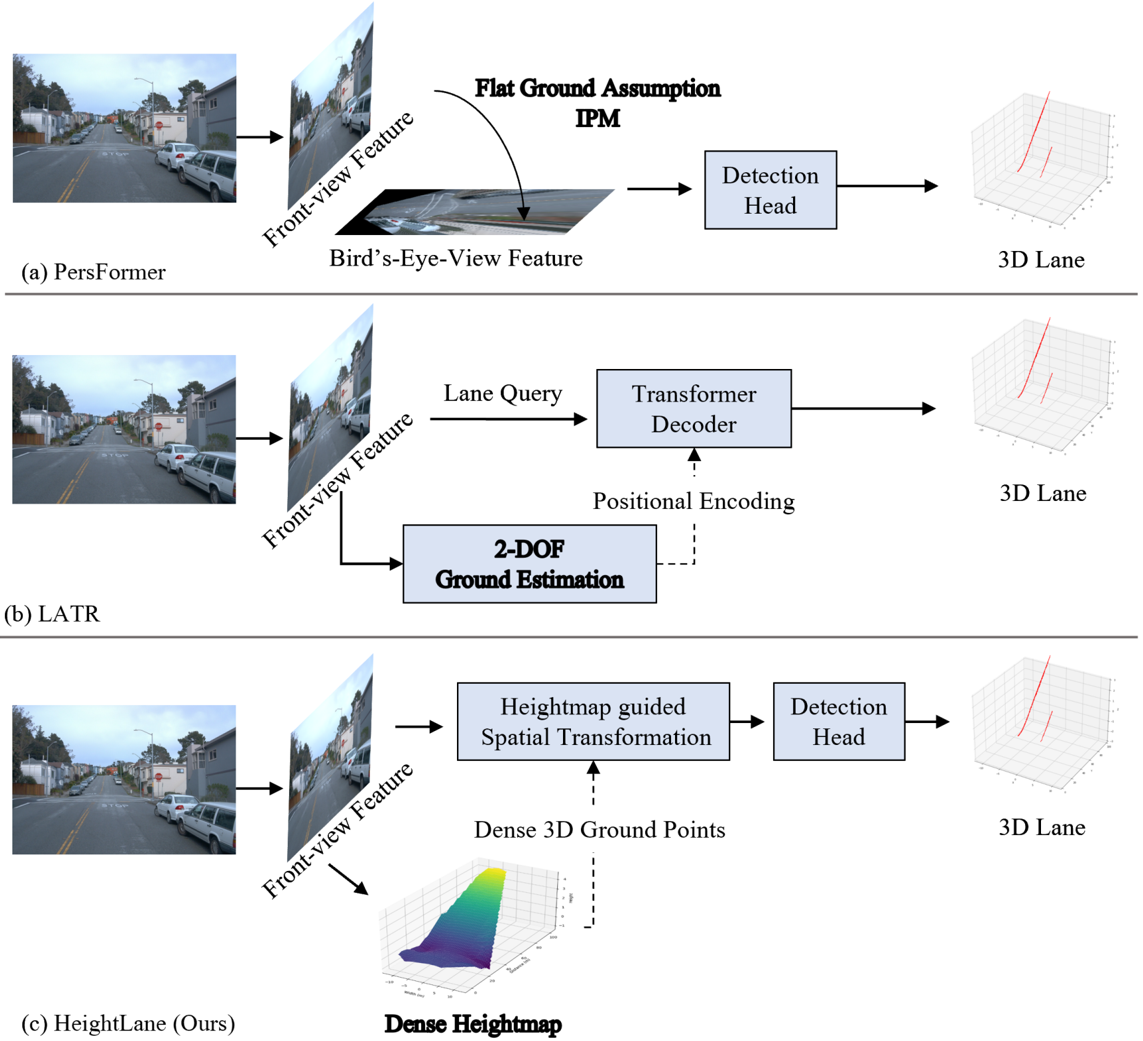 Flat Ground Assumption
IPM
Front-view Feature
Detection
Head
Bird's-Eye-View Feature
3D Lane
(a) PersFormer
Lane Query
Transformer
Decoder
Front-view Feature
Positional Encoding
3D Lane
2-DOF
Ground Estimation
(b) LATR
Heightmap guided
Spatial Transformation
Detection
Head
Front-view Feature
Dense 3D Ground Points
3D Lane
(c) HeightLane (Ours)
Dense Heightmap